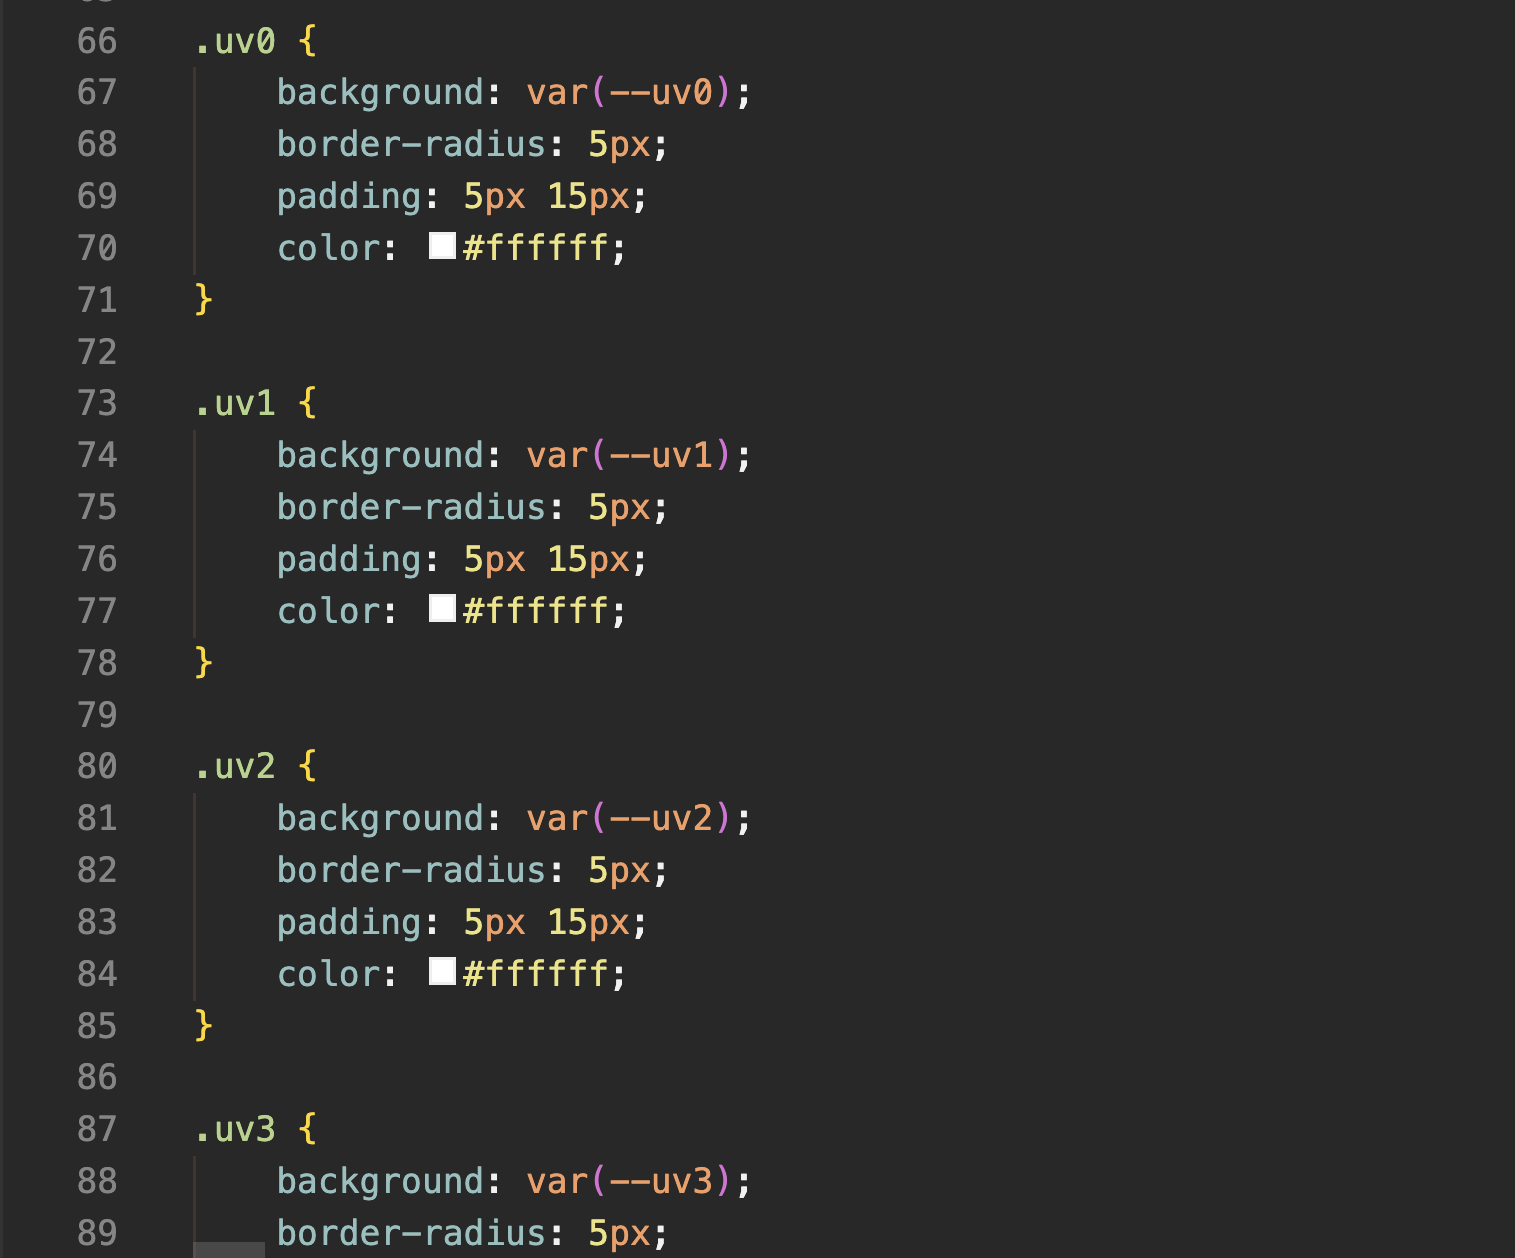 66 .uv0 {
67 background: var(--uv0);
68 border-radius: 5px;
69 padding: 5px 15px;
70 color: #ffffff;
71 }
72
73 .uv1 {
74 background: var(--uv1);
75 border-radius: 5px;
76 padding: 5px 15px;
77 color: #ffffff;
78 }
79
80 .uv2 {
81 background: var(--uv2);
82 border-radius: 5px;
83 padding: 5px 15px;
84 color: #ffffff;
85 }
86
87 .uv3 {
88 background: var(--uv3);
89 border-radius: 5px;